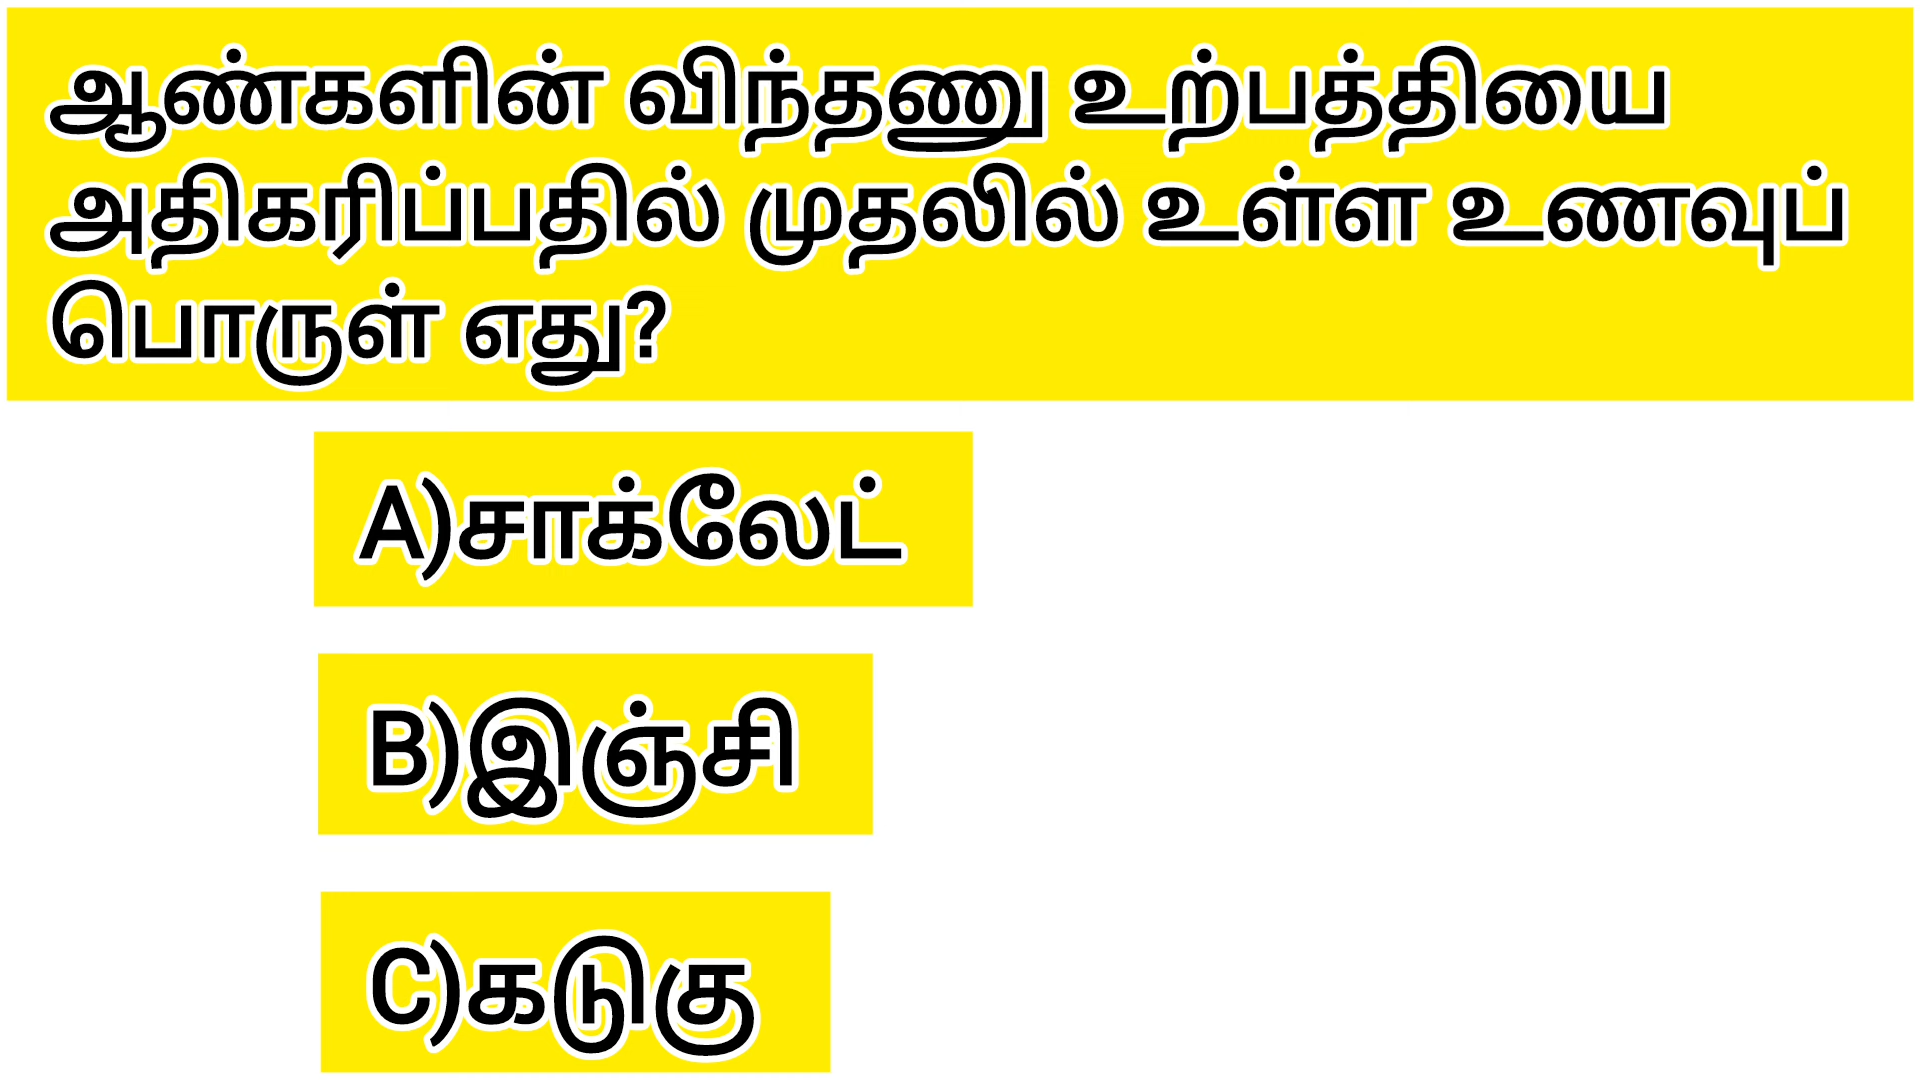 ஆண்களின் விந்தணு உற்பத்தியை
அதிகரிப்பதில் முதலில் உள்ள உணவுப்
பொருள் எது?
A)சாக்லேட்
B)இஞ்சி
C)கடுகு